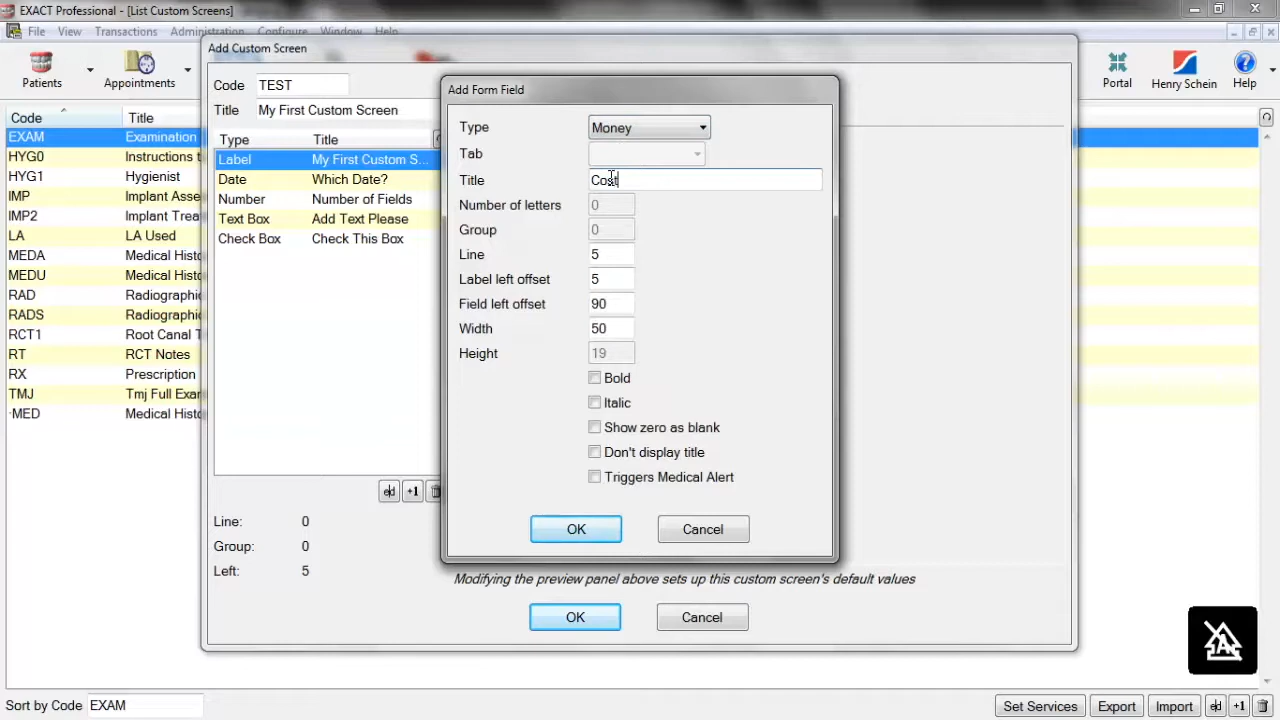 EXACT Professional - [List Custom Screens]
File View Transactions Administration Configure Window Help
Patients
Appointments
Portal
Henry Schein
Help
Code Title
EXAM Examination
HYG0 Instructions t
HYG1 Hygienist
IMP Implant Asse
IMP2 Implant Trea
LA LA Used
MEDA Medical Histo
MEDU Medical Histo
RAD Radiographi
RADS Radiographi
RCT1 Root Canal T
RT RCT Notes
RX Prescription
TMJ Tmj Full Exar
·MED Medical Histo
Sort by Code EXAM
Set Services Export Import +1
Add Custom Screen
Code TEST
Title My First Custom Screen
Type Title
Label My First Custom S...
Date Which Date?
Number Number of Fields
Text Box Add Text Please
Check Box Check This Box
+1
Line: 0
Group: 0
Left: 5
Modifying the preview panel above sets up this custom screen's default values
OK Cancel
Add Form Field
Type Money
Tab
Title Cost
Number of letters 0
Group 0
Line 5
Label left offset 5
Field left offset 90
Width 50
Height 19
Bold
Italic
Show zero as blank
Don't display title
Triggers Medical Alert
OK Cancel